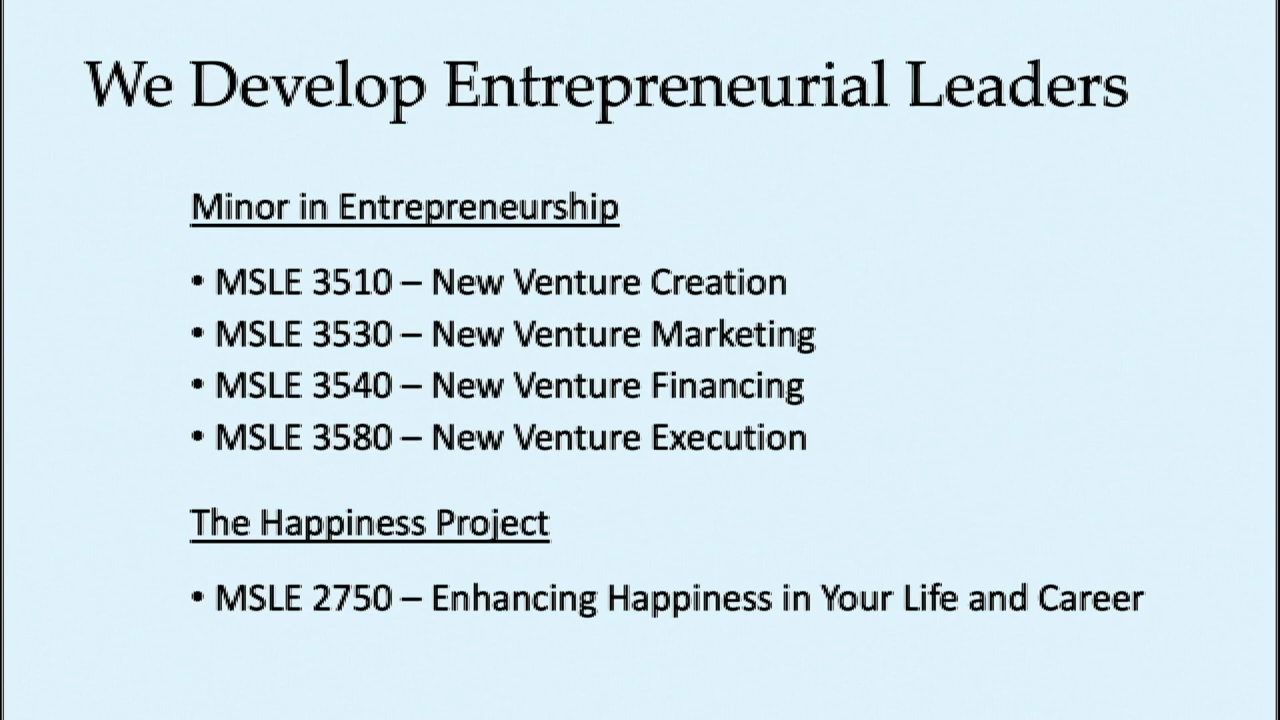 We Develop Entrepreneurial Leaders
Minor in Entrepreneurship
• MSLE 3510 – New Venture Creation
• MSLE 3530 – New Venture Marketing
• MSLE 3540 – New Venture Financing
• MSLE 3580 – New Venture Execution
The Happiness Project
• MSLE 2750 – Enhancing Happiness in Your Life and Career